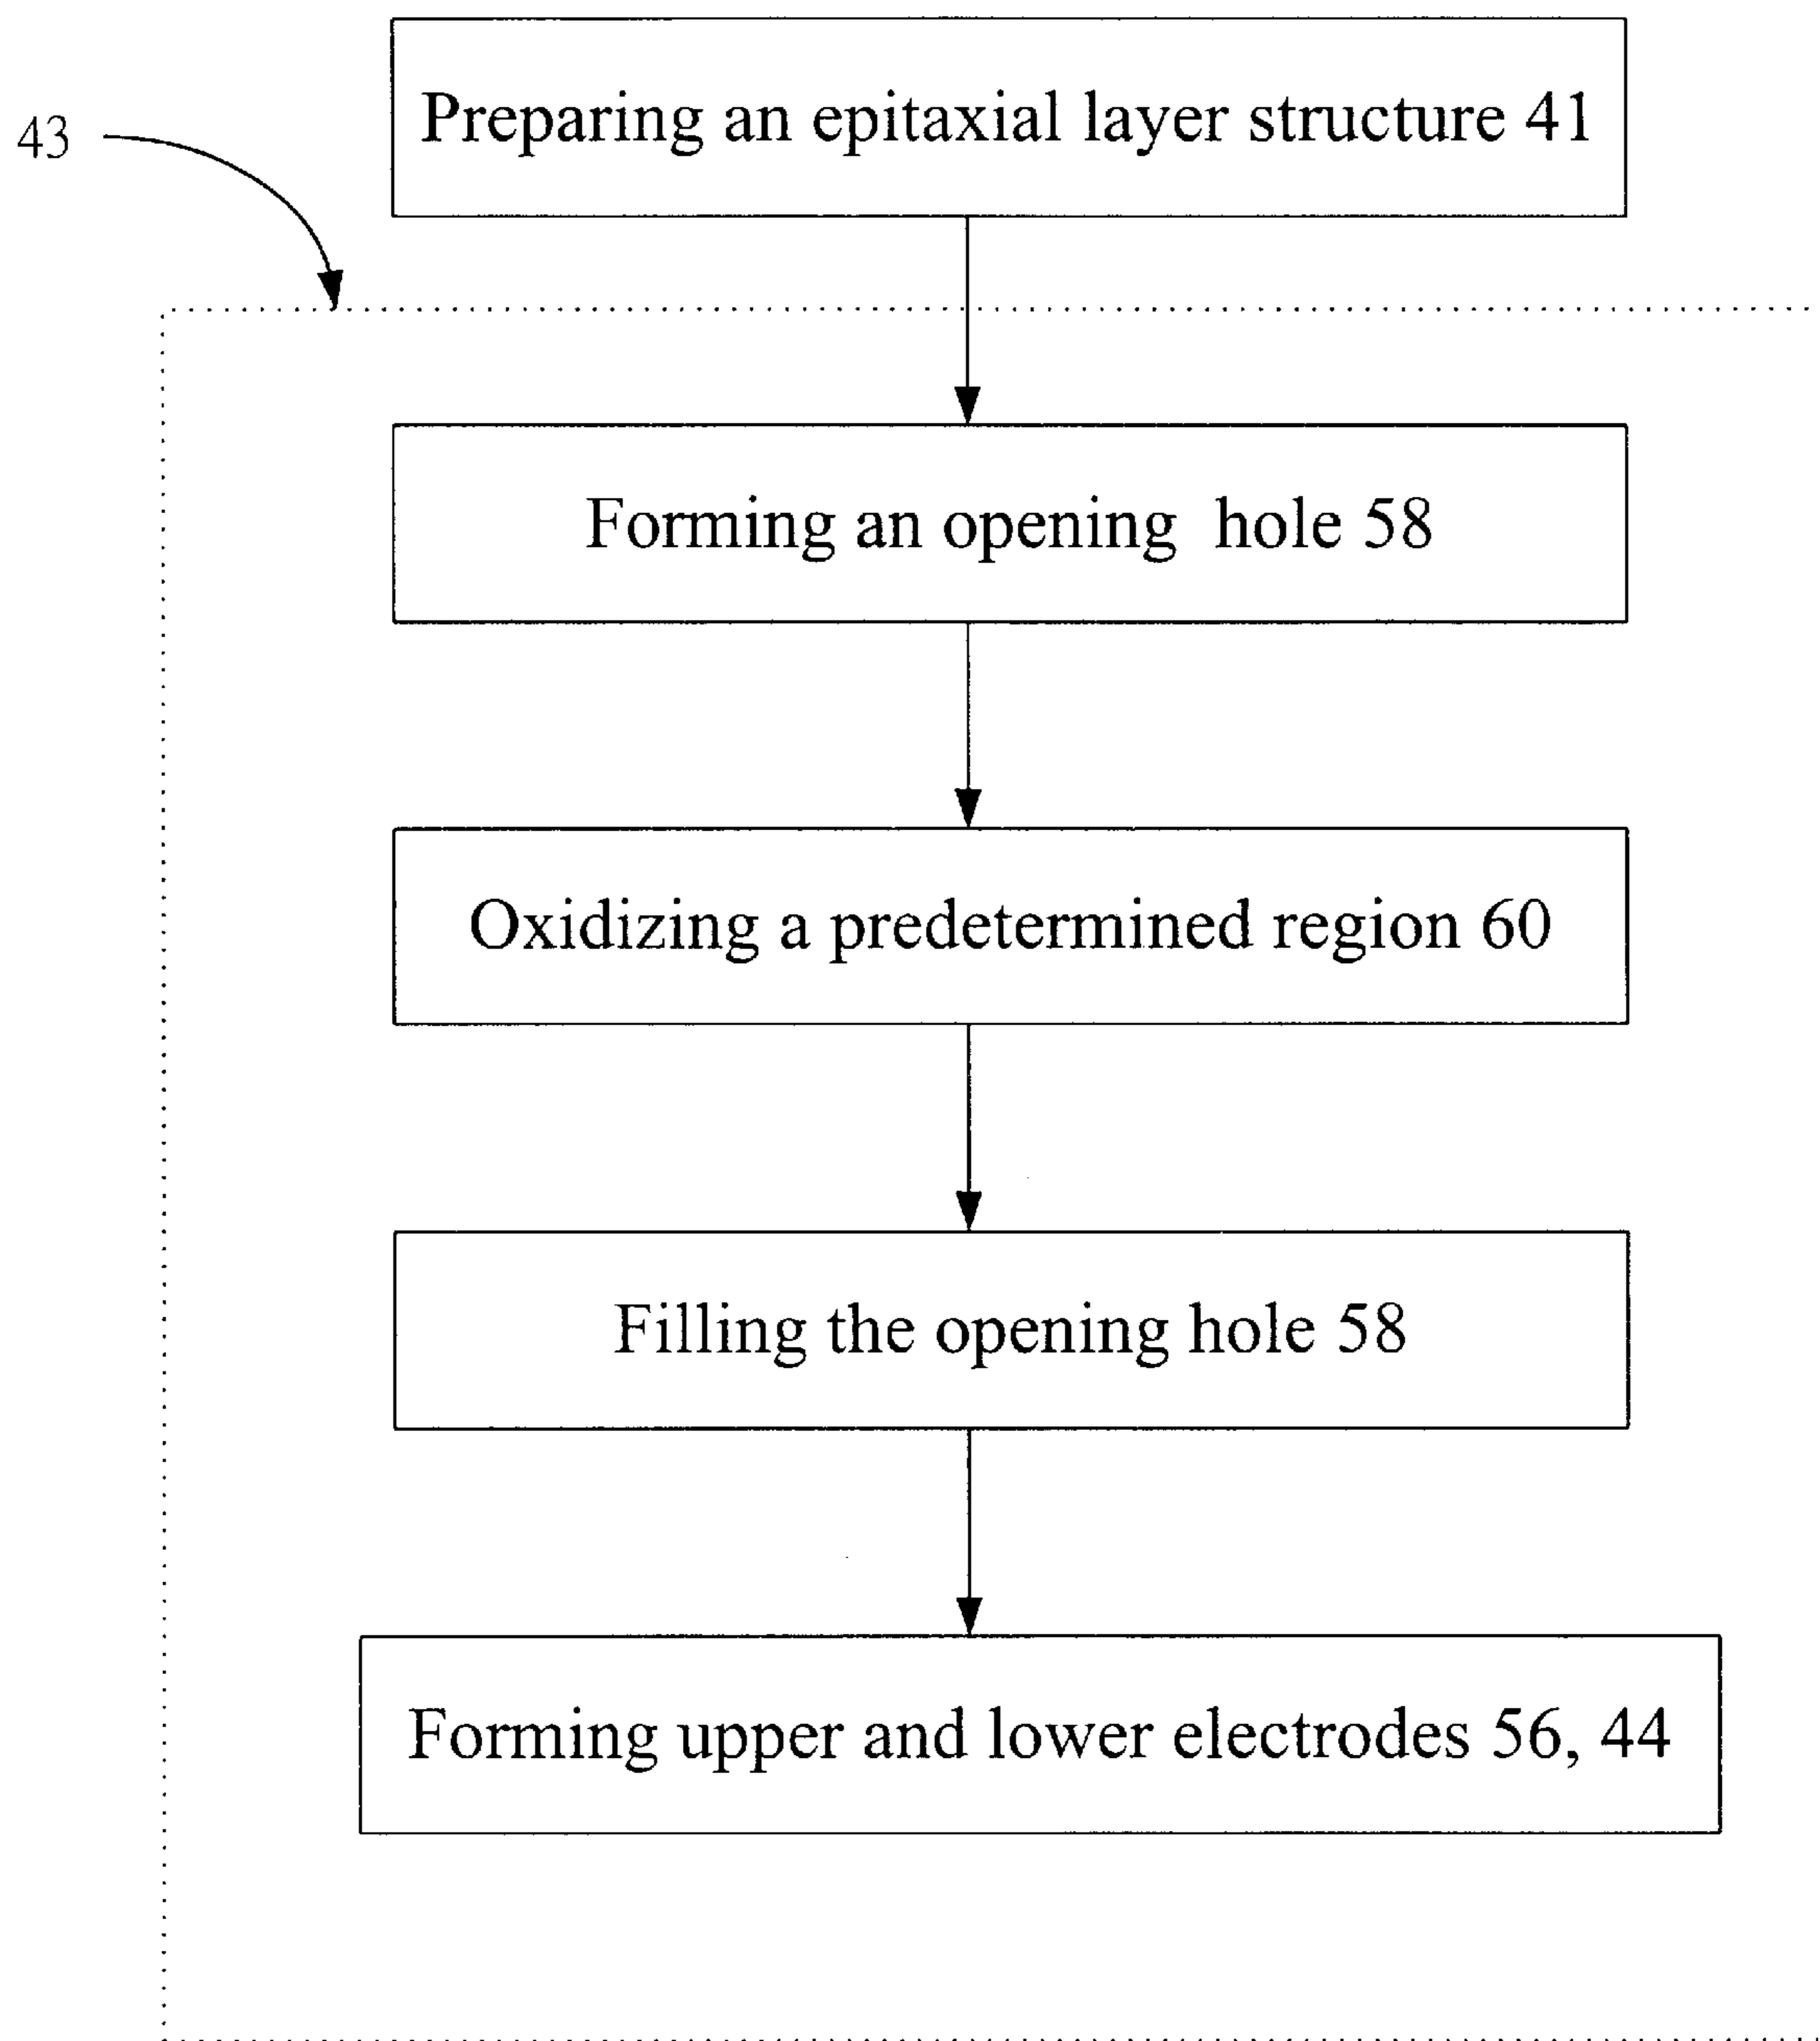 Preparing an epitaxial layer structure 41
43
Forming an opening hole 58
Oxidizing a predetermined region 60
Filling the opening hole 58
Forming upper and lower electrodes 56, 44